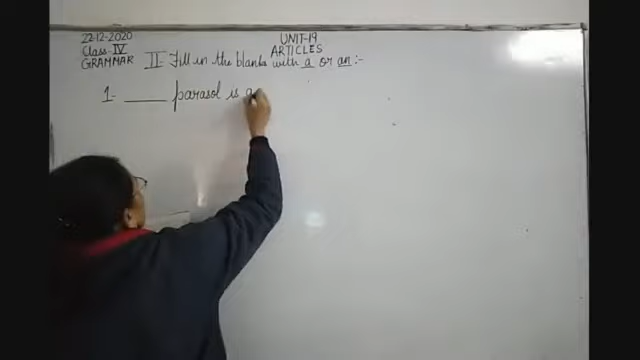 22-12-2020 UNIT-19
Class-IV ARTICLES
GRAMMAR II- Fill in the blanks with a or an :-
1- ____ parasol is a